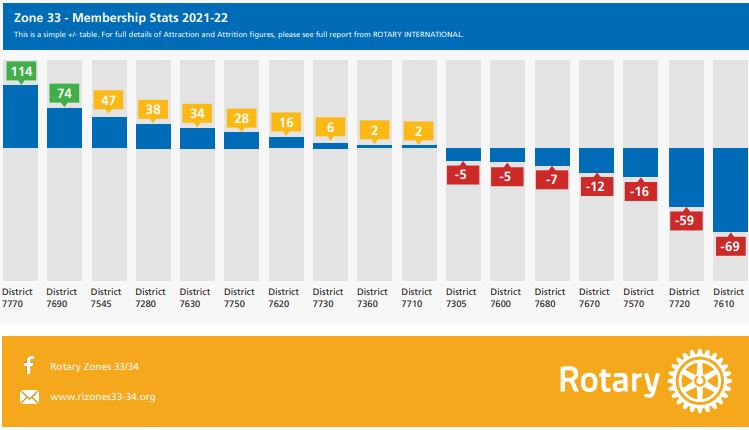 Zone 33 - Membership Stats 2021-22
This is a simple +/- table. For full details of Attraction and Attrition figures, please see full report from ROTARY INTERNATIONAL.
114
74
47
38
34
28
16
6
2
2
-5
-5
-7
-12
-16
-59
-69
District 7770
District 7690
District 7545
District 7280
District 7630
District 7750
District 7620
District 7730
District 7360
District 7710
District 7305
District 7600
District 7680
District 7670
District 7570
District 7720
District 7610
Rotary Zones 33/34
www.rizones33-34.org
Rotary